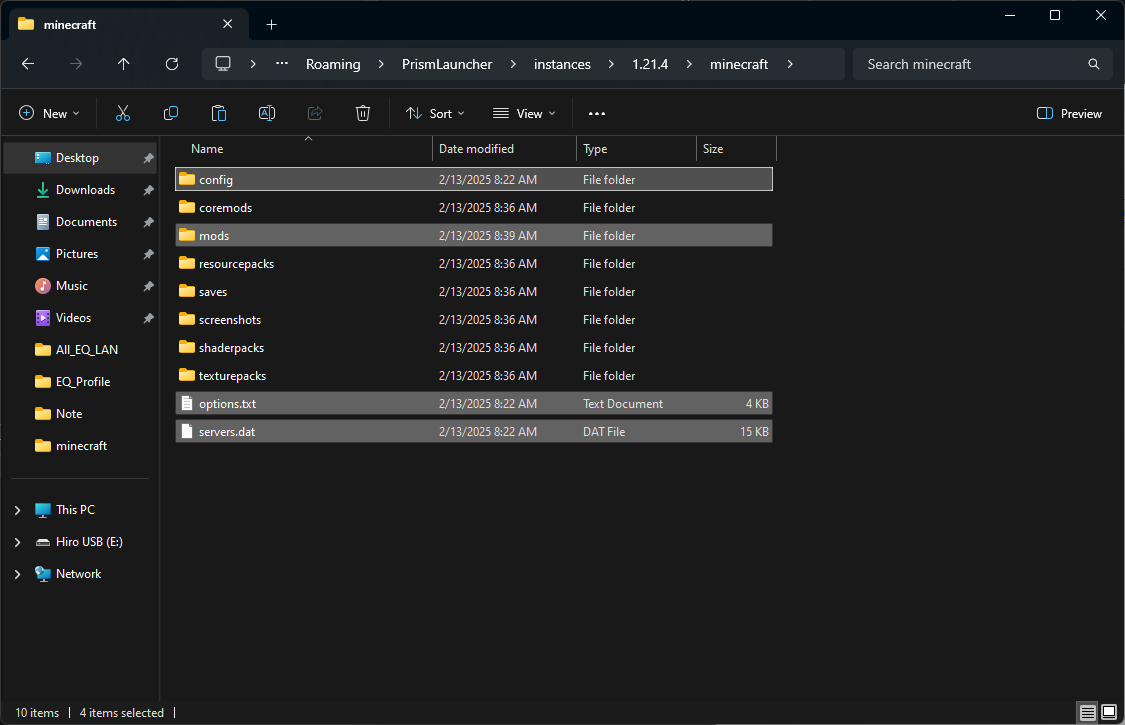 minecraft
Roaming PrismLauncher instances 1.21.4 minecraft Search minecraft
New Sort View Preview
Name Date modified Type Size
Desktop
Downloads
Documents
Pictures
Music
Videos
All_EQ_LAN
EQ_Profile
Note
minecraft
This PC
Hiro USB (E:)
Network
config 2/13/2025 8:22 AM File folder
coremods 2/13/2025 8:36 AM File folder
mods 2/13/2025 8:39 AM File folder
resourcepacks 2/13/2025 8:36 AM File folder
saves 2/13/2025 8:36 AM File folder
screenshots 2/13/2025 8:36 AM File folder
shaderpacks 2/13/2025 8:36 AM File folder
texturepacks 2/13/2025 8:36 AM File folder
options.txt 2/13/2025 8:22 AM Text Document 4 KB
servers.dat 2/13/2025 8:22 AM DAT File 15 KB
10 items 4 items selected